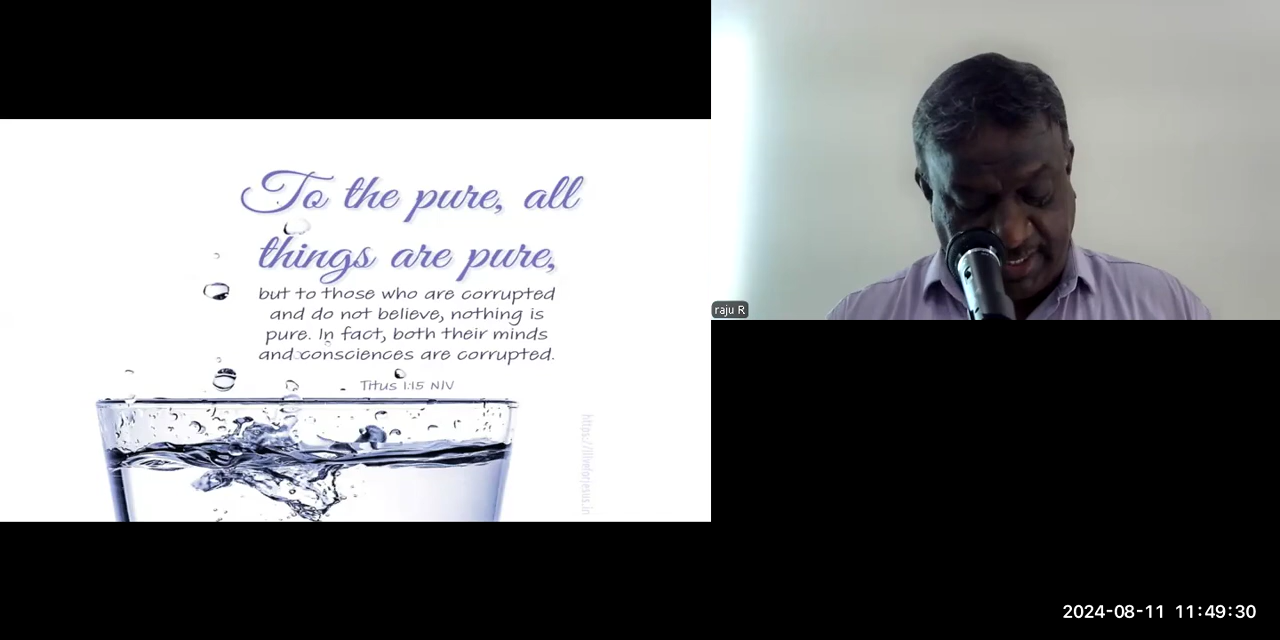 To the pure, all
things are pure,
but to those who are corrupted
and do not believe, nothing is
pure. In fact, both their minds
and consciences are corrupted.
Titus 1:15 NIV
raju R
2024-08-11 11:49:30